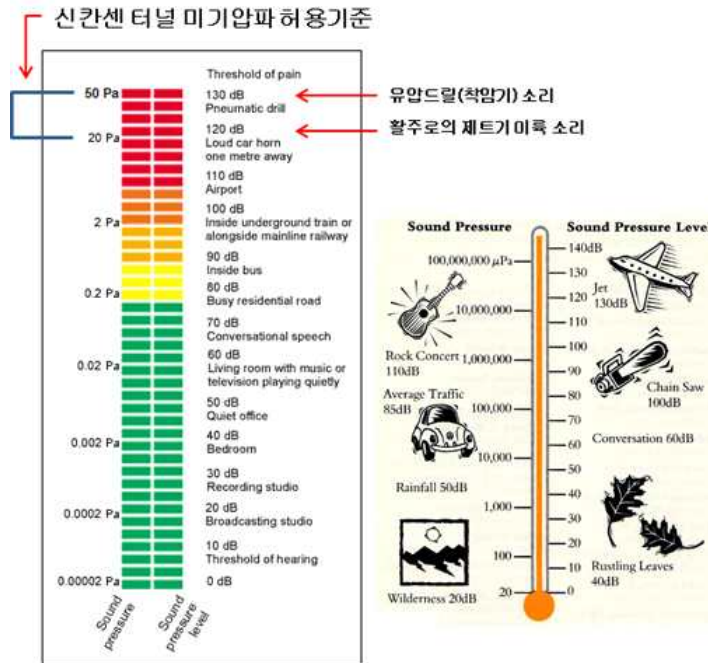 신칸센 터널 미기압파 허용기준
Threshold of pain
50 Pa
130 dB
Pneumatic drill
20 Pa
120 dB
Loud car horn
one metre away
110 dB
Airport
2 Pa
100 dB
Inside underground train or
alongside mainline railway
90 dB
Inside bus
0.2 Pa
80 dB
Busy residential road
70 dB
Conversational speech
0.02 Pa
60 dB
Living room with music or
television playing quietly
50 dB
Quiet office
0.002 Pa
40 dB
Bedroom
30 dB
Recording studio
0.0002 Pa
20 dB
Broadcasting studio
10 dB
Threshold of hearing
0.00002 Pa
0 dB
Sound
pressure
Sound
pressure
level
유압드릴(착암기) 소리
활주로의 제트기 미륙 소리
Sound Pressure
Sound Pressure Level
100,000,000 μPa
10,000,000
1,000,000
100,000
10,000
1,000
100
20
140dB
130
120
110
100
90
80
70
60
50
40
30
20
10
0
Rock Concert
110dB
Average Traffic
85dB
Rainfall 50dB
Wilderness 20dB
Jet
130dB
Chain Saw
100dB
Conversation 60dB
Rustling Leaves
40dB